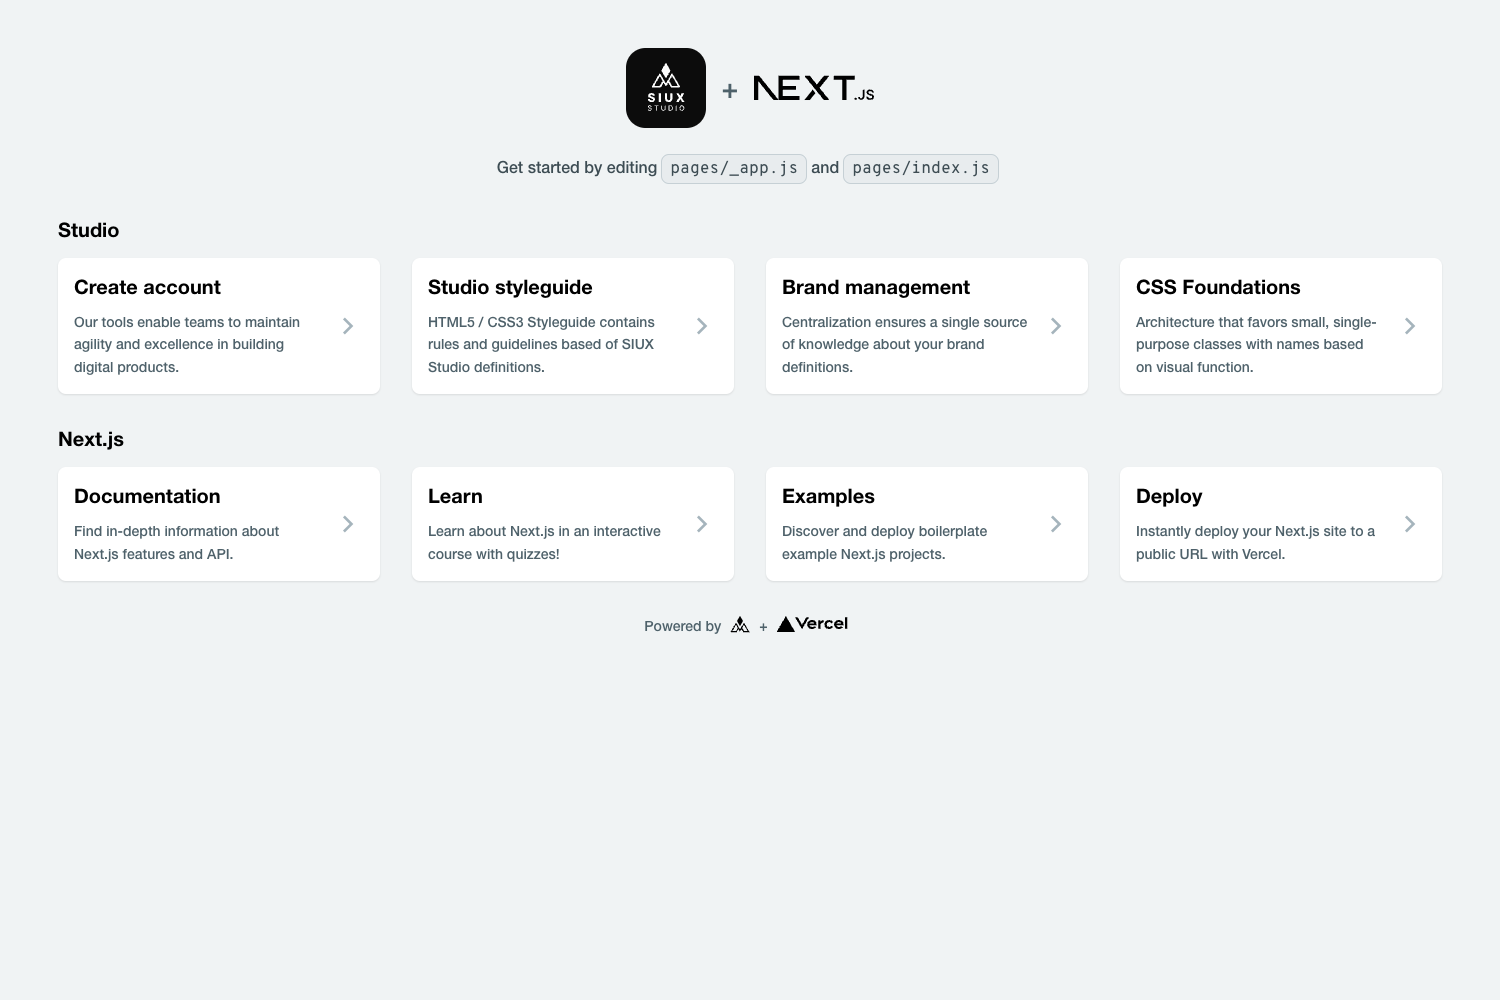 SIUX
STUDIO
+ NEXT.JS
Get started by editing pages/_app.js and pages/index.js
Studio
Create account
Our tools enable teams to maintain
agility and excellence in building
digital products.
Studio styleguide
HTML5 / CSS3 Styleguide contains
rules and guidelines based of SIUX
Studio definitions.
Brand management
Centralization ensures a single source
of knowledge about your brand
definitions.
CSS Foundations
Architecture that favors small, single-
purpose classes with names based
on visual function.
Next.js
Documentation
Find in-depth information about
Next.js features and API.
Learn
Learn about Next.js in an interactive
course with quizzes!
Examples
Discover and deploy boilerplate
example Next.js projects.
Deploy
Instantly deploy your Next.js site to a
public URL with Vercel.
Powered by + Vercel